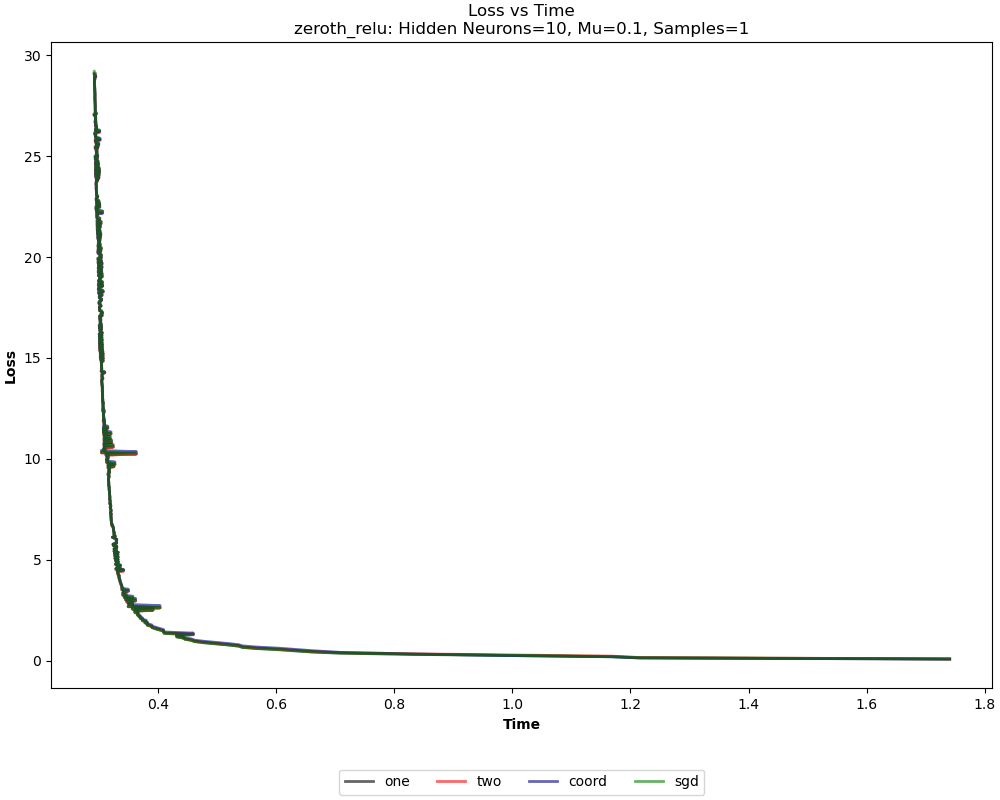 Loss vs Time
zeroth_relu: Hidden Neurons=10, Mu=0.1, Samples=1
30
25
20
15
10
5
0
Loss
0.4 0.6 0.8 1.0 1.2 1.4 1.6 1.8
Time
one two coord sgd